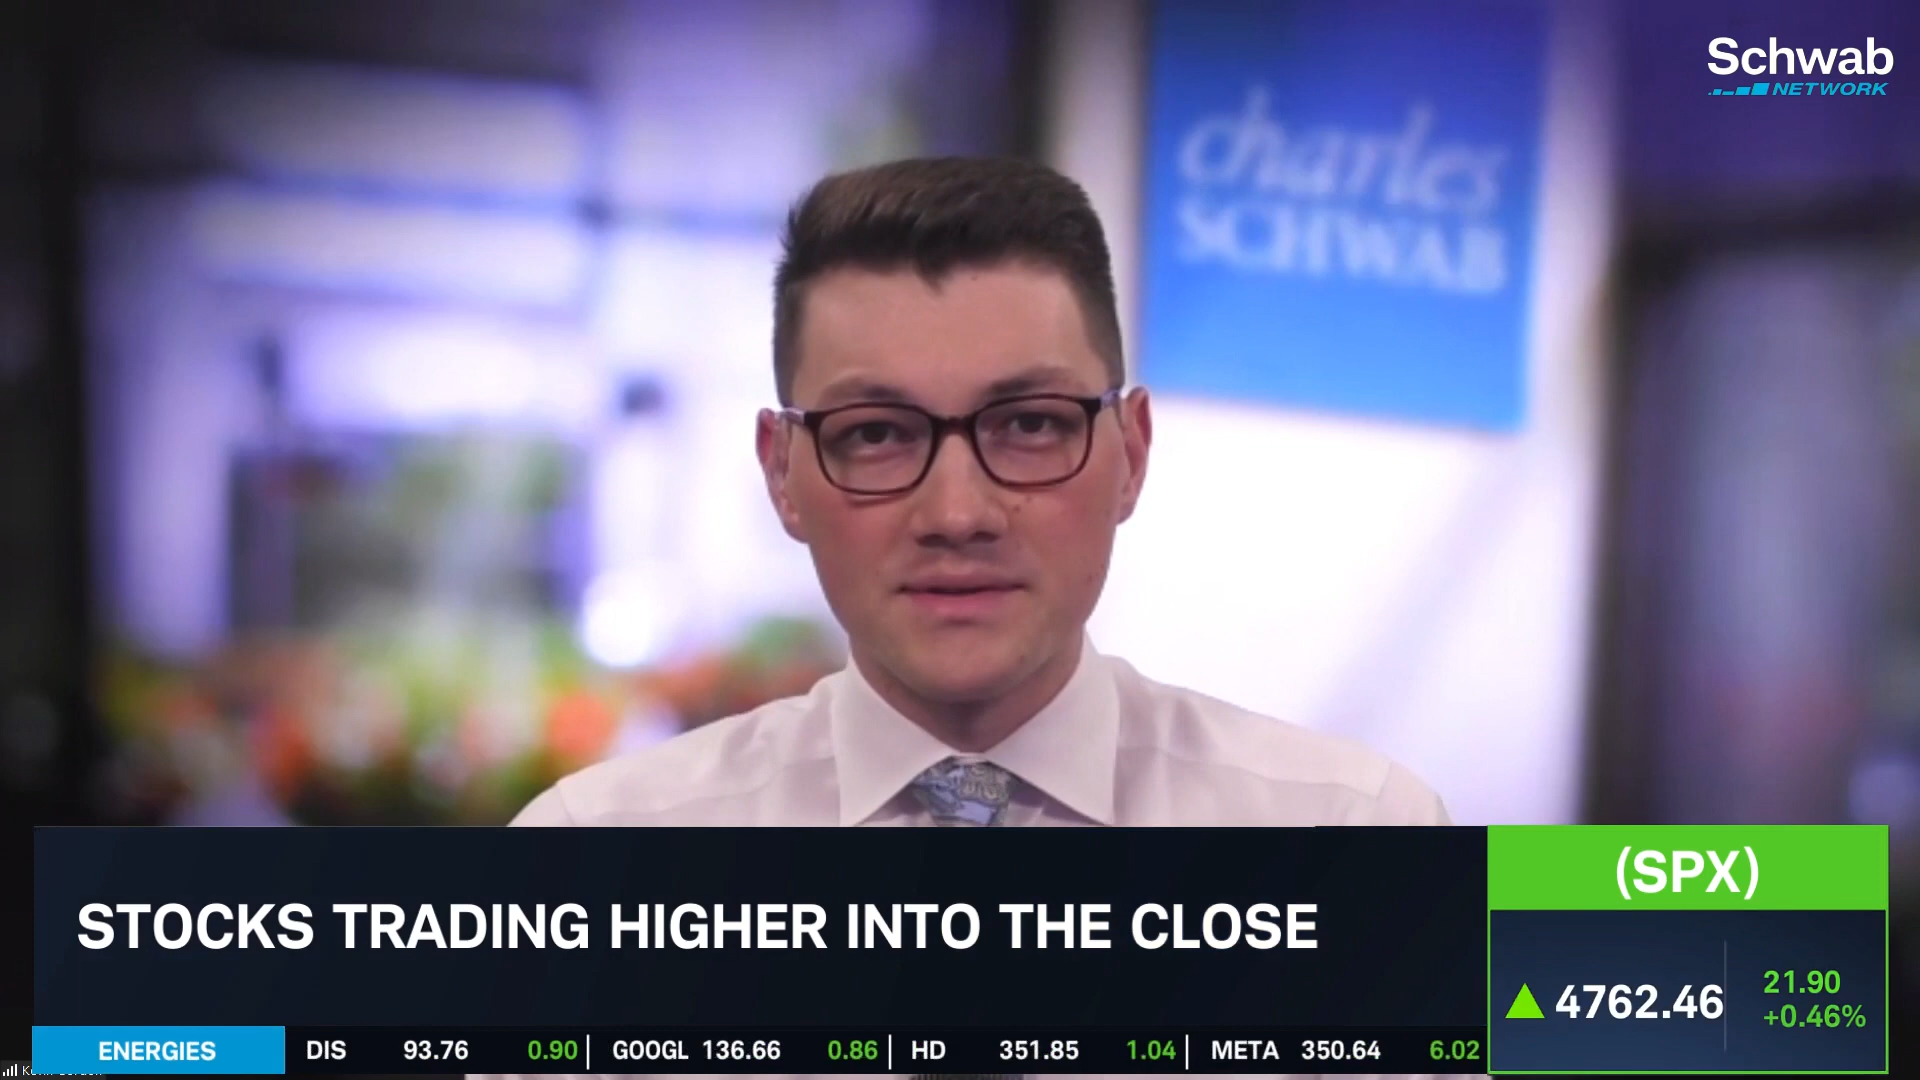 Schwab
NETWORK
charles
SCHWAB
STOCKS TRADING HIGHER INTO THE CLOSE
(SPX)
4762.46
21.90
+0.46%
ENERGIES DIS 93.76 0.90 GOOGL 136.66 0.86 HD 351.85 1.04 META 350.64 6.02